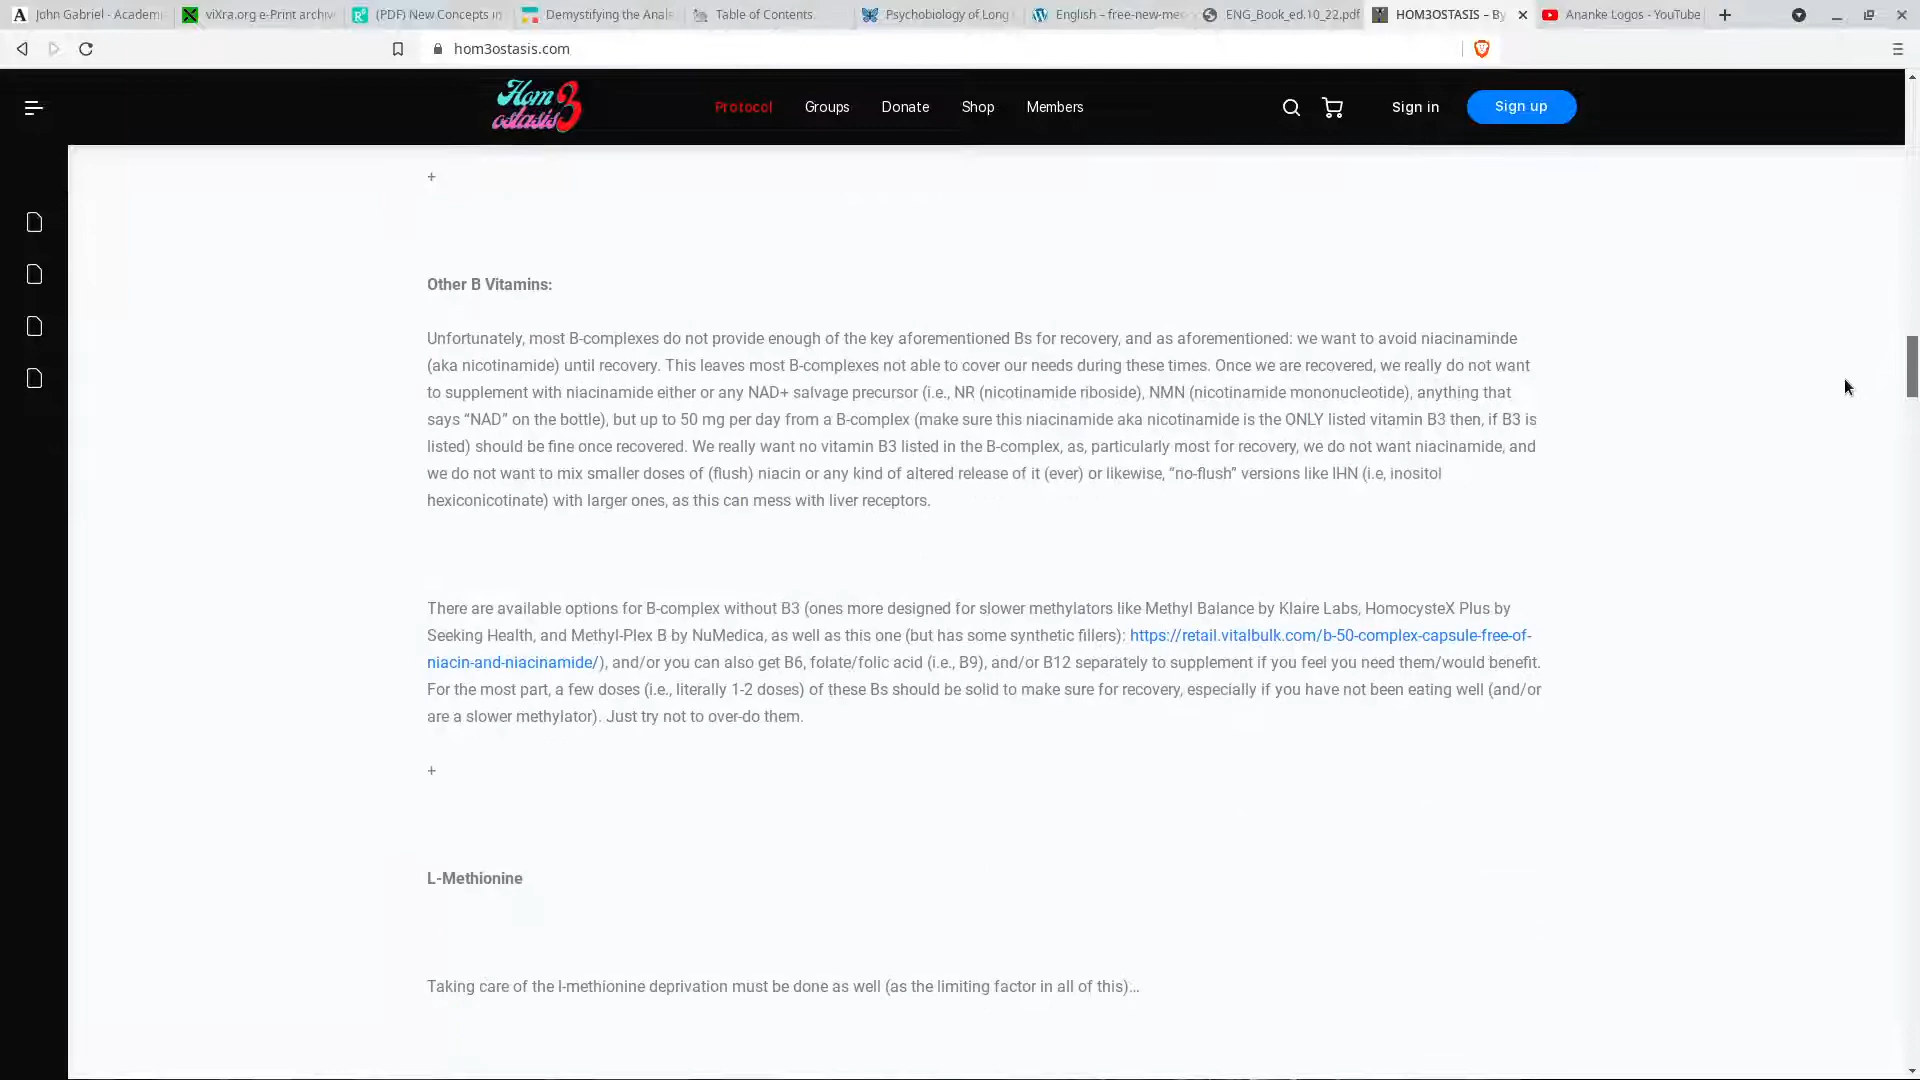 John Gabriel - Academi
viXra.org e-Print archiv
(PDF) New Concepts in
Demystifying the Anals
Table of Contents
Psychobiology of Long
English – free-new-me
ENG_Book_ed.10_22.pdf
HOM3OSTASIS – By
Ananke Logos - YouTube
hom3ostasis.com
Hom3ostasis
Protocol
Groups
Donate
Shop
Members
Sign in
Sign up
+
Other B Vitamins:
Unfortunately, most B-complexes do not provide enough of the key aforementioned Bs for recovery, and as aforementioned: we want to avoid niacinaminde
(aka nicotinamide) until recovery. This leaves most B-complexes not able to cover our needs during these times. Once we are recovered, we really do not want
to supplement with niacinamide either or any NAD+ salvage precursor (i.e., NR (nicotinamide riboside), NMN (nicotinamide mononucleotide), anything that
says “NAD” on the bottle), but up to 50 mg per day from a B-complex (make sure this niacinamide aka nicotinamide is the ONLY listed vitamin B3 then, if B3 is
listed) should be fine once recovered. We really want no vitamin B3 listed in the B-complex, as, particularly most for recovery, we do not want niacinamide, and
we do not want to mix smaller doses of (flush) niacin or any kind of altered release of it (ever) or likewise, “no-flush” versions like IHN (i.e, inositol
hexiconicotinate) with larger ones, as this can mess with liver receptors.
There are available options for B-complex without B3 (ones more designed for slower methylators like Methyl Balance by Klaire Labs, HomocysteX Plus by
Seeking Health, and Methyl-Plex B by NuMedica, as well as this one (but has some synthetic fillers): https://retail.vitalbulk.com/b-50-complex-capsule-free-of-
niacin-and-niacinamide/), and/or you can also get B6, folate/folic acid (i.e., B9), and/or B12 separately to supplement if you feel you need them/would benefit.
For the most part, a few doses (i.e., literally 1-2 doses) of these Bs should be solid to make sure for recovery, especially if you have not been eating well (and/or
are a slower methylator). Just try not to over-do them.
+
L-Methionine
Taking care of the l-methionine deprivation must be done as well (as the limiting factor in all of this)...